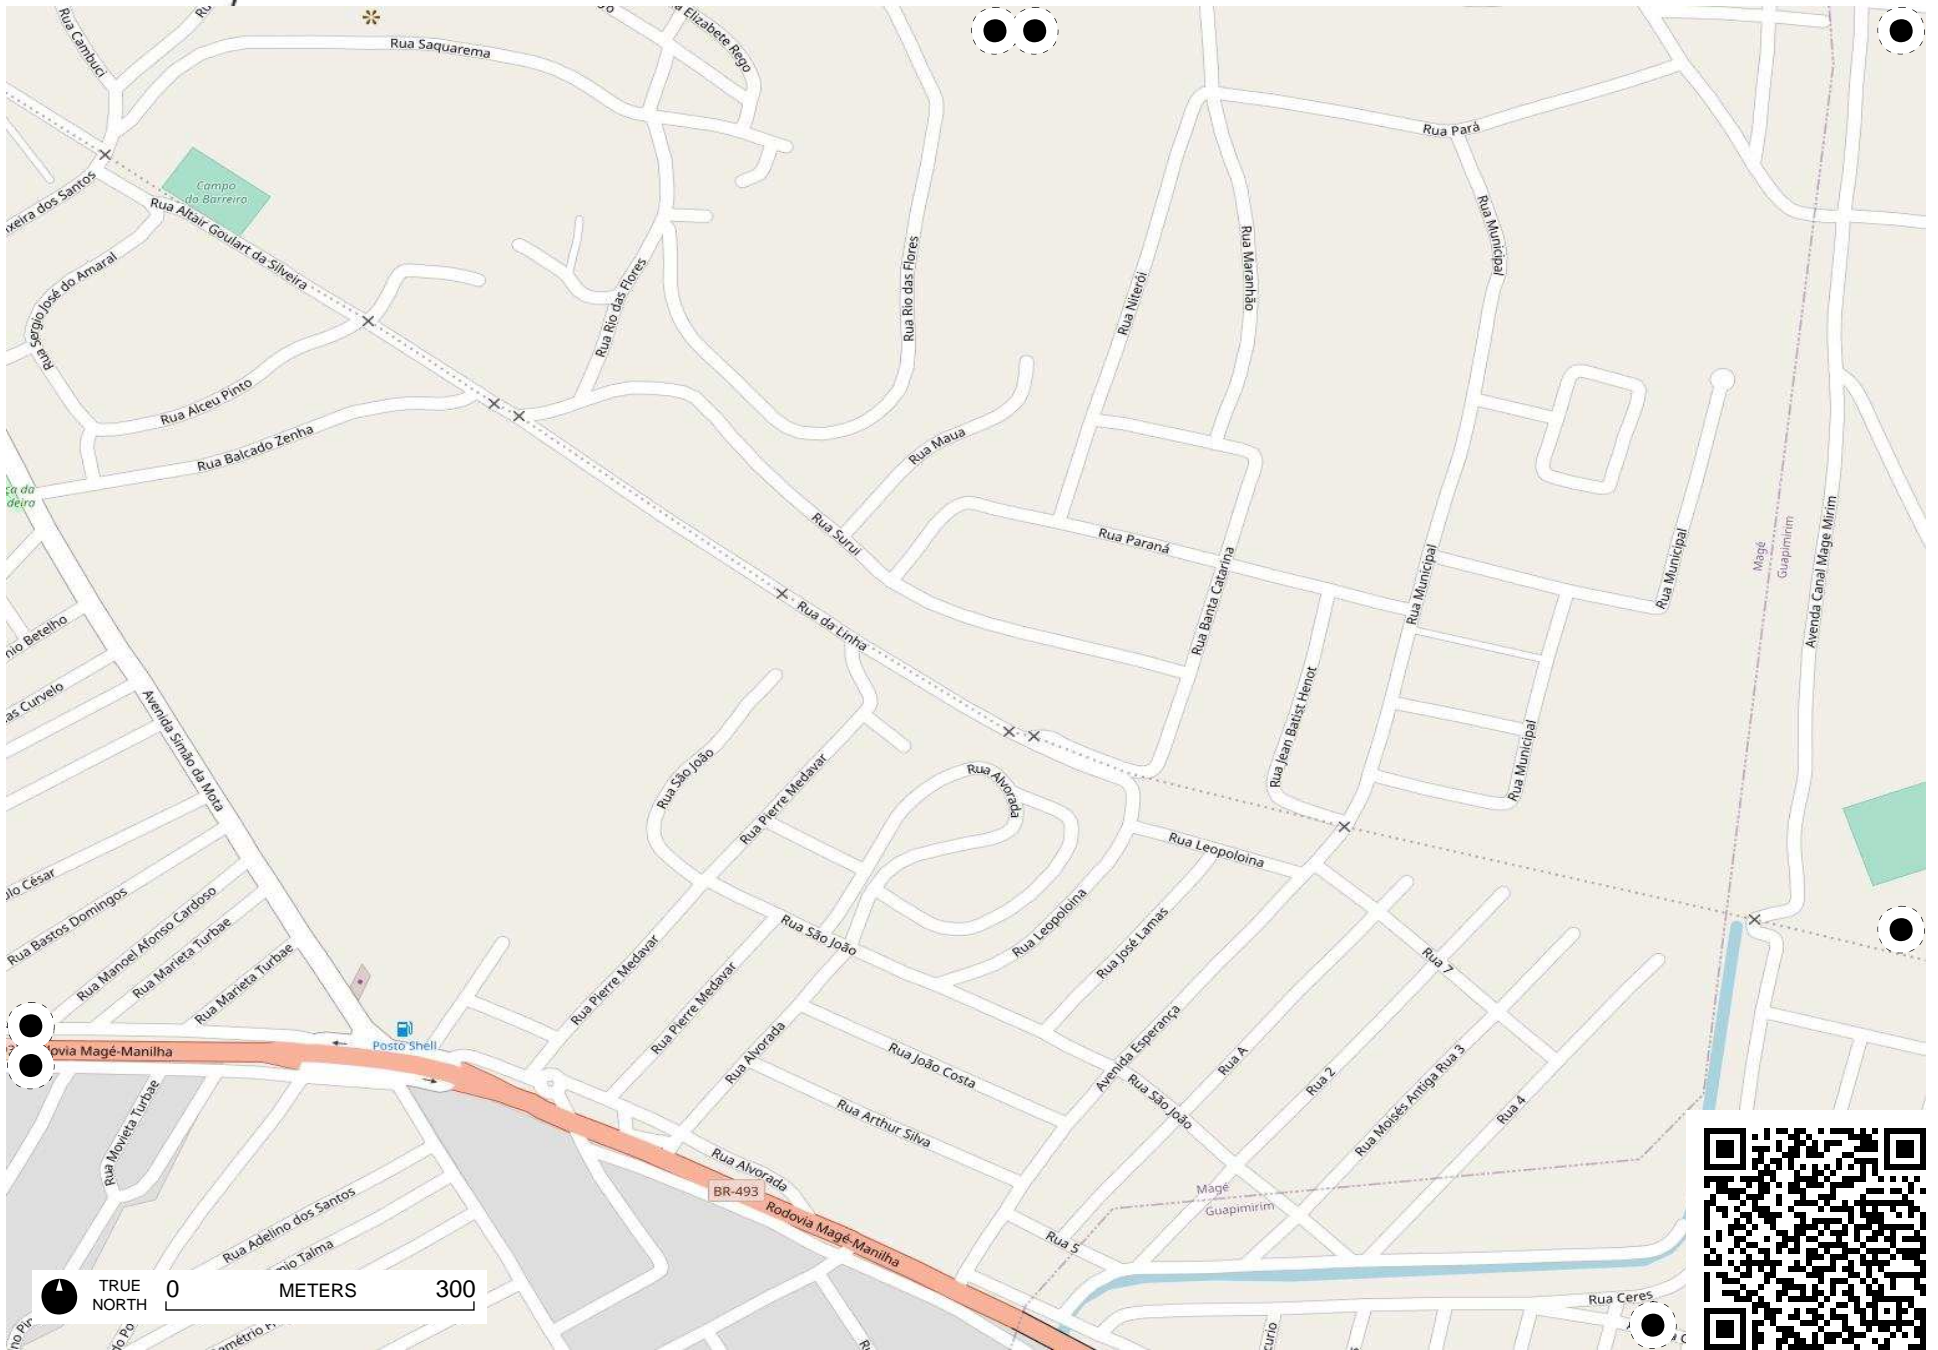 Rua Cambuci
Rua Saquarema
Elizabete Rego
Campo
do Barreiro
Rua Altair Goulart da Silveira
Rua Sergio José do Amaral
Rua Alceu Pinto
Rua Balcado Zenha
Rua Rio das Flores
Rua Rio das Flores
Rua Maua
Rua Surui
Rua Niterói
Rua Maranhão
Rua Pará
Rua Municipal
Rua Paraná
Rua Banta Catarina
Rua Municipal
Rua Municipal
Rua Municipal
Rua Jean Batist Henot
Magé
Guapimirim
Avenda Canal Mage Mirim
Rua da Linha
Avenida Simão da Mota
Rua São João
Rua Pierre Medavar
Rua Alvorada
Rua Leopoloina
Rua Leopoloina
Rua José Lamas
Rua São João
Rua Pierre Medavar
Rua Pierre Medavar
Rua Alvorada
Rua João Costa
Rua Arthur Silva
Avenida Esperança
Rua São João
Rua A
Rua 2
Rua Moisés Antiga Rua 3
Rua 4
Rua 7
Rua 5
Magé
Guapimirim
Rua Bastos Domingos
Rua Manoel Afonso Cardoso
Rua Marieta Turbae
Rua Marieta Turbae
Posto Shell
Rodovia Magé-Manilha
Rua Movieta Turbae
Rua Adelino dos Santos
Rua Alvorada
BR-493
Rodovia Magé-Manilha
Rua Ceres
TRUE
NORTH
0 METERS 300